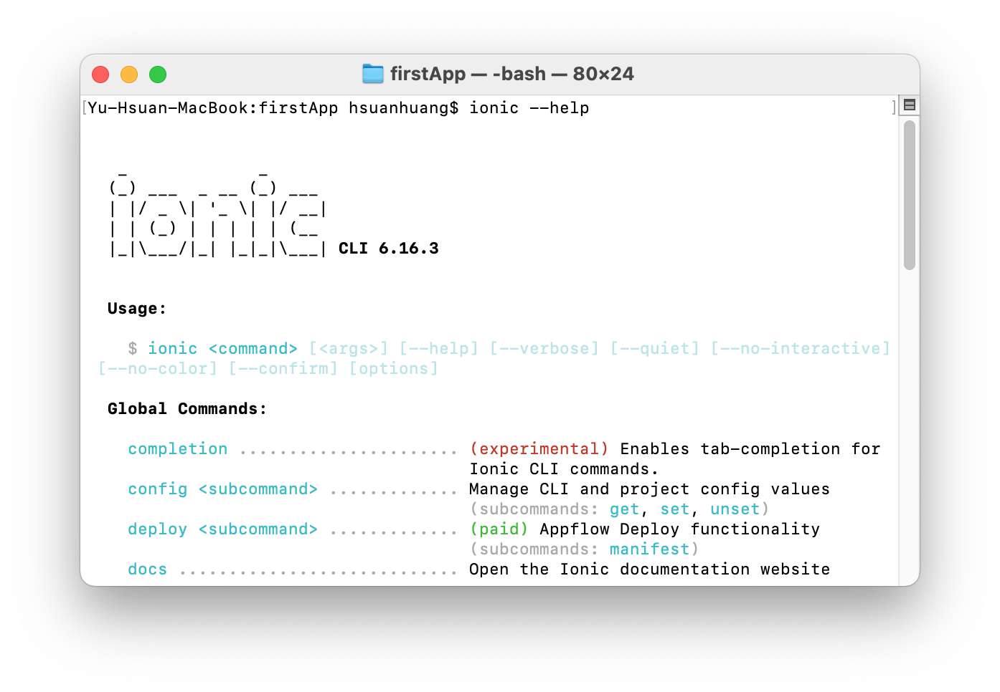 firstApp — -bash — 80×24
[Yu-Hsuan-MacBook:firstApp hsuanhuang$ ionic --help ]
   _             _
  (_) ___  _ __ (_) ___
  | |/ _ \| '_ \| |/ __|
  | | (_) | | | | | (__
  |_|\___/|_| |_|_|\___| CLI 6.16.3
Usage:
$ ionic <command> [<args>] [--help] [--verbose] [--quiet] [--no-interactive]
[--no-color] [--confirm] [options]
Global Commands:
completion ...................... (experimental) Enables tab-completion for
Ionic CLI commands.
config <subcommand> ............. Manage CLI and project config values
(subcommands: get, set, unset)
deploy <subcommand> ............. (paid) Appflow Deploy functionality
(subcommands: manifest)
docs ............................ Open the Ionic documentation website